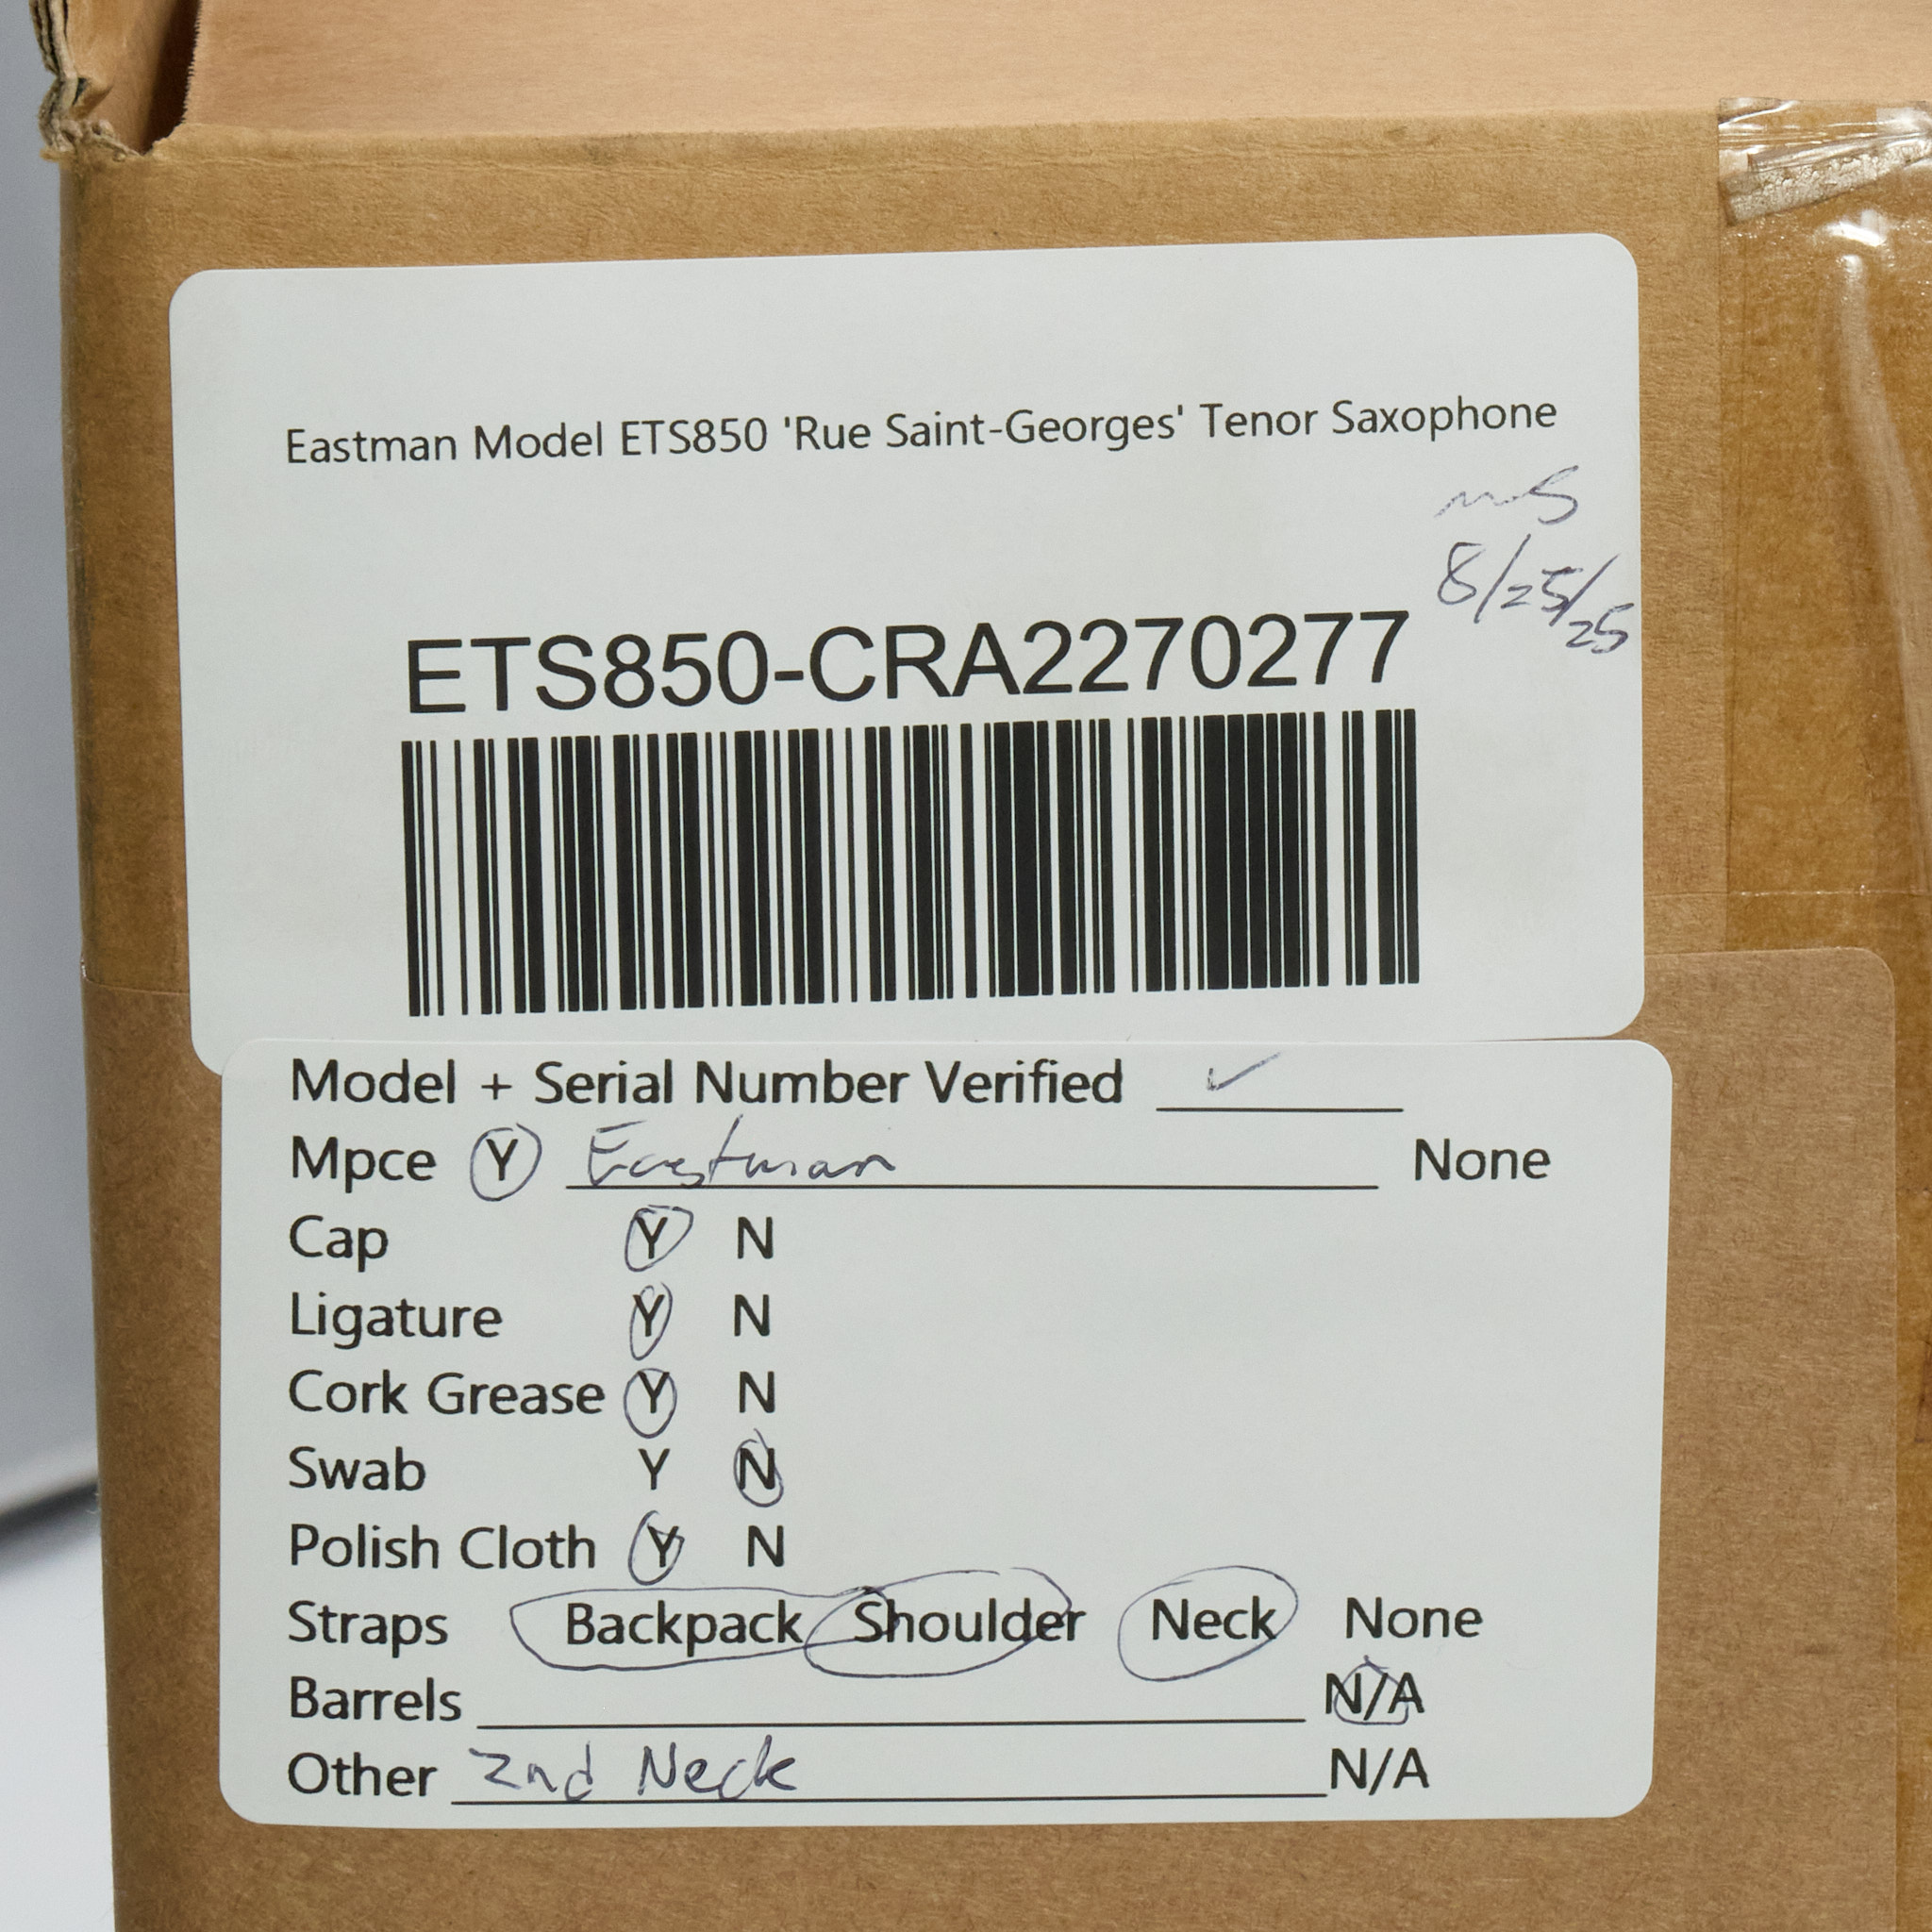 Eastman Model ETS850 'Rue Saint-Georges' Tenor Saxophone
ms
8/25/25
ETS850-CRA2270277
Model + Serial Number Verified ✓
Mpce Y Eastman None
Cap Y N
Ligature Y N
Cork Grease Y N
Swab Y N
Polish Cloth Y N
Straps Backpack Shoulder Neck None
Barrels N/A
Other 2nd Neck N/A